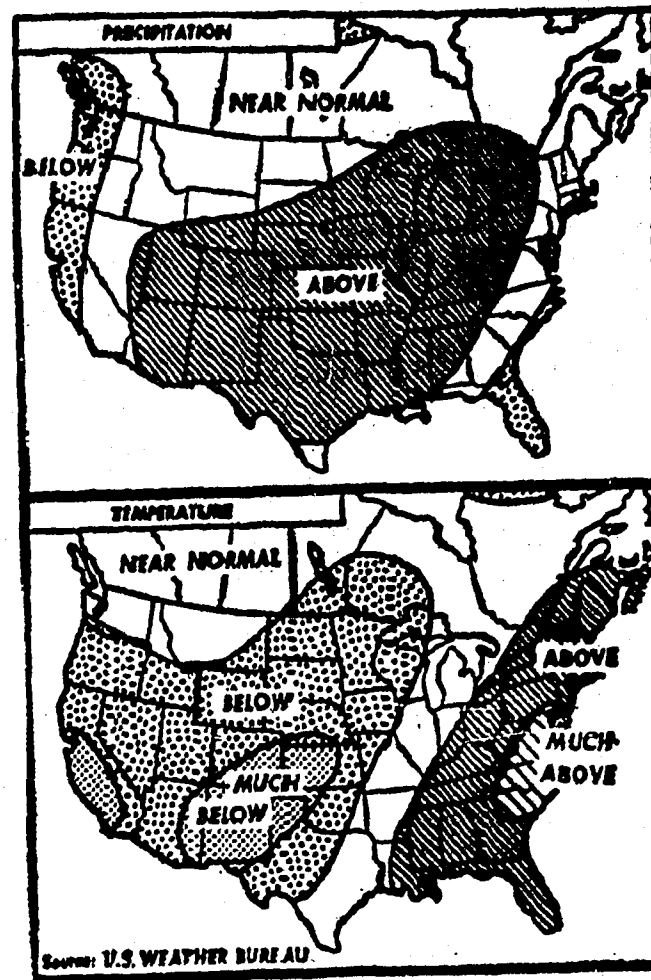 PRECIPITATION
NEAR NORMAL
BELOW
ABOVE
TEMPERATURE
NEAR NORMAL
BELOW
ABOVE
MUCH
ABOVE
MUCH
BELOW
Source: U.S. WEATHER BUREAU